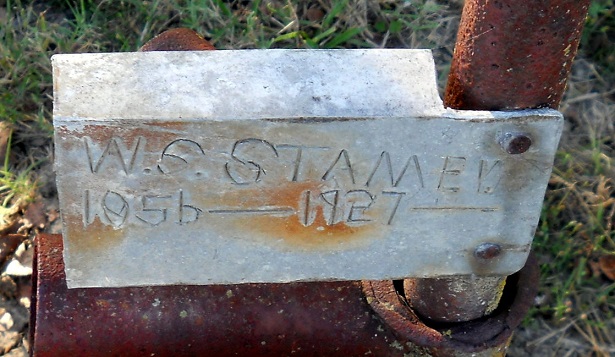 W. S. STAMEY
1856 — 1927 —